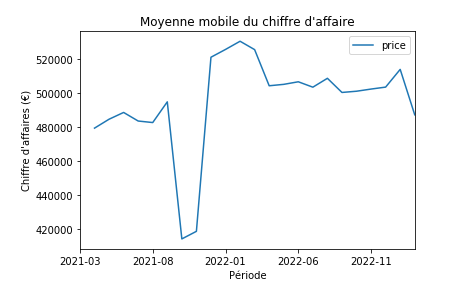 Moyenne mobile du chiffre d'affaire
price
Chiffre d'affaires (€)
520000
500000
480000
460000
440000
420000
2021-03 2021-08 2022-01 2022-06 2022-11
Période